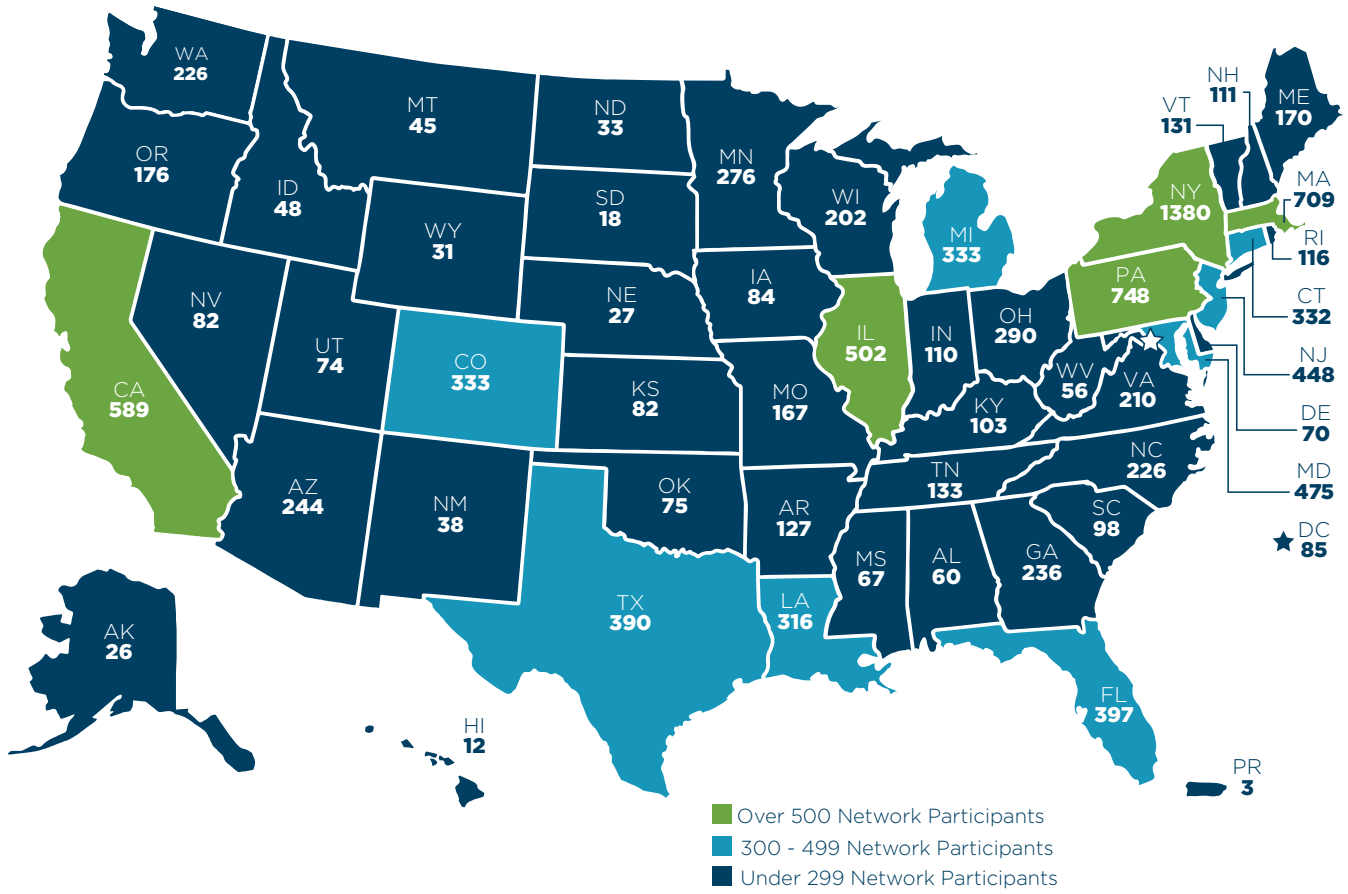 WA
226
OR
176
CA
589
NV
82
ID
48
MT
45
WY
31
UT
74
CO
333
AZ
244
NM
38
ND
33
SD
18
NE
27
KS
82
OK
75
TX
390
MN
276
IA
84
MO
167
AR
127
LA
316
WI
202
IL
502
MI
333
IN
110
OH
290
KY
103
TN
133
MS
67
AL
60
GA
236
FL
397
SC
98
NC
226
VA
210
WV
56
PA
748
NY
1380
VT
131
NH
111
ME
170
MA
709
RI
116
CT
332
NJ
448
DE
70
MD
475
DC
85
AK
26
HI
12
PR
3
Over 500 Network Participants
300 - 499 Network Participants
Under 299 Network Participants